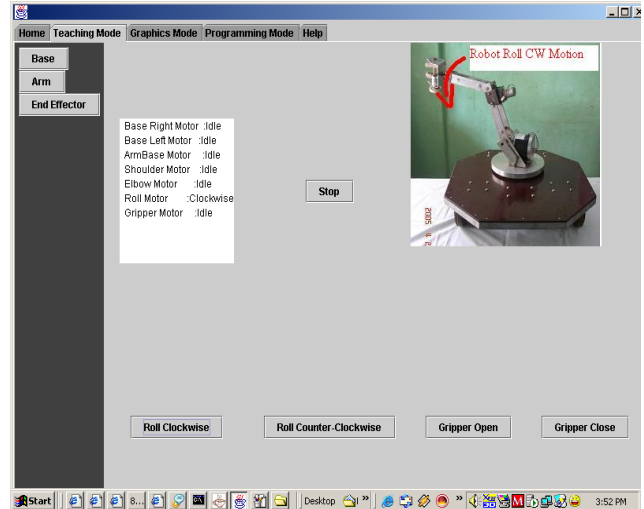 Home Teaching Mode Graphics Mode Programming Mode Help
Base
Arm
End Effector
Robot Roll CW Motion
Base Right Motor :Idle
Base Left Motor :Idle
ArmBase Motor :Idle
Shoulder Motor :Idle
Elbow Motor :Idle
Roll Motor :Clockwise
Gripper Motor :Idle
Stop
Roll Clockwise Roll Counter-Clockwise Gripper Open Gripper Close
Start 8... Desktop » » 3:52 PM